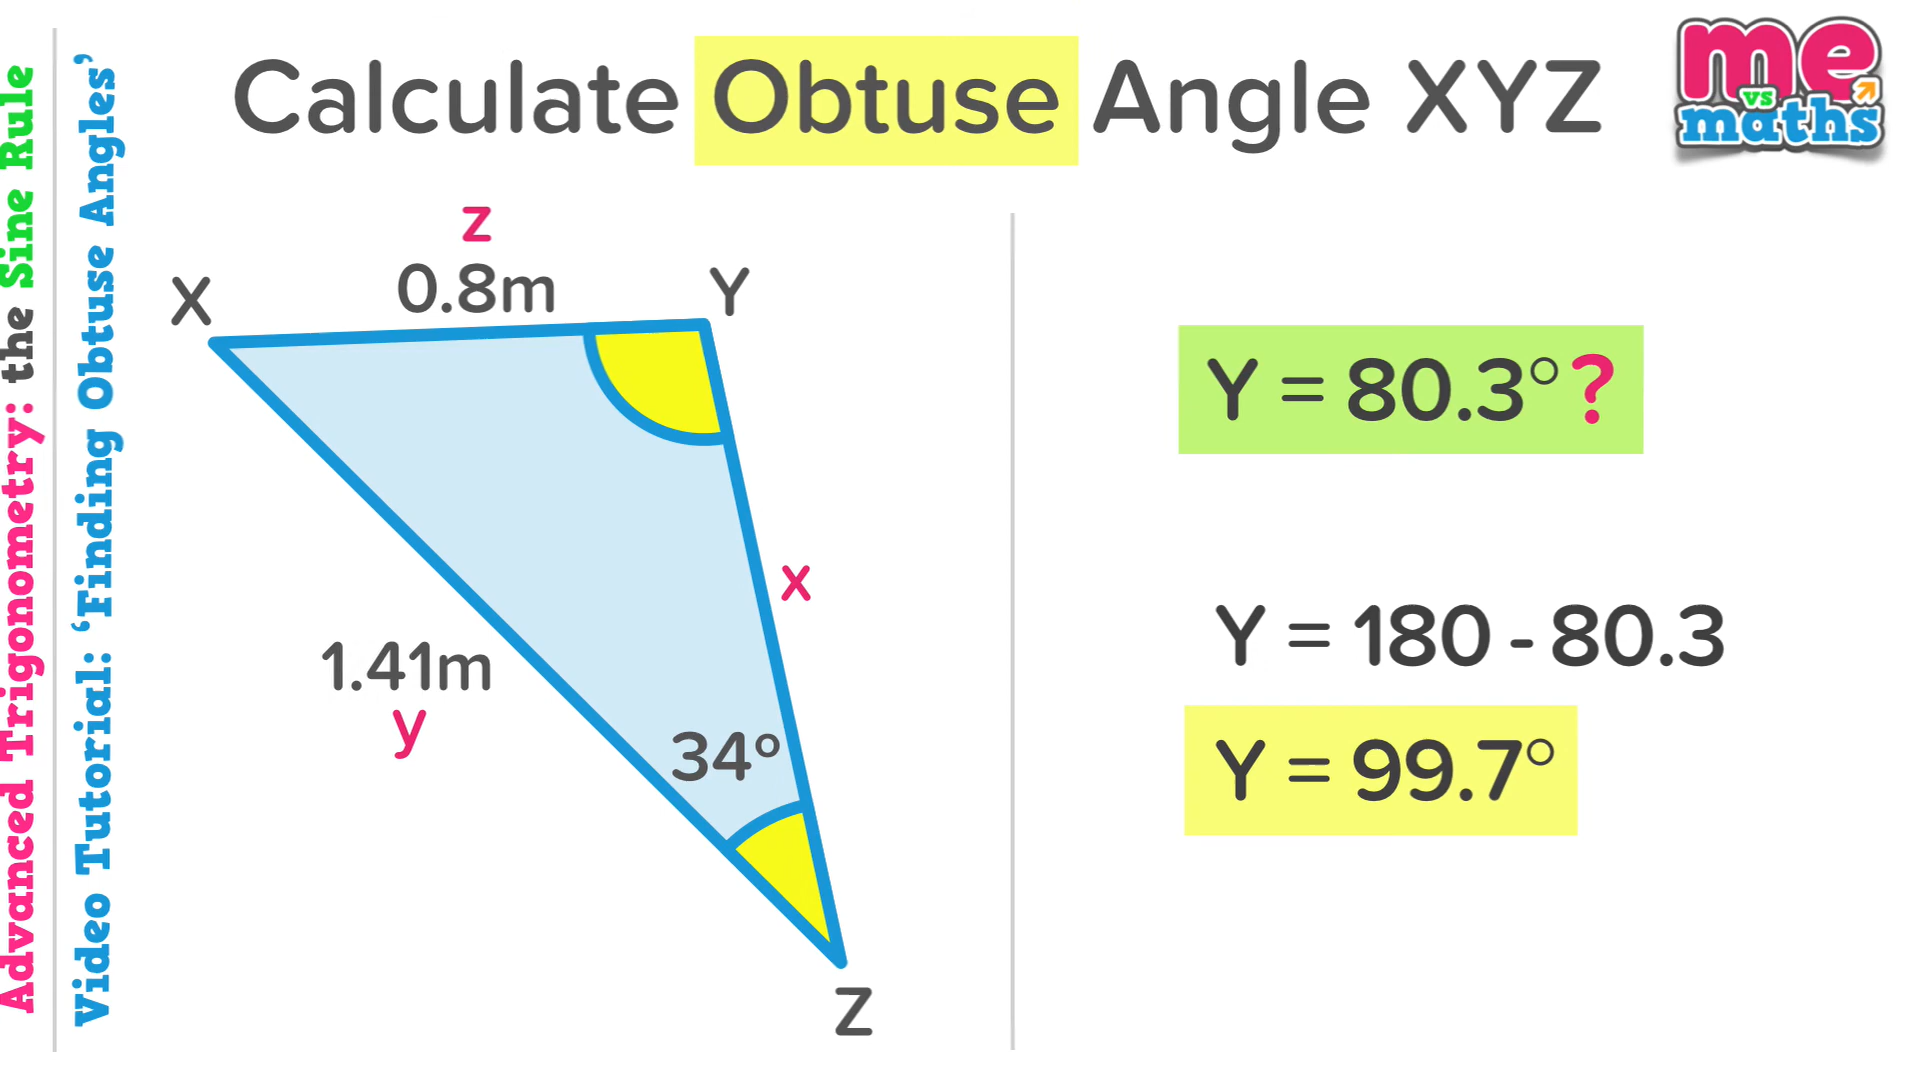 Advanced Trigonometry: the Sine Rule
Video Tutorial: ‘Finding Obtuse Angles’
Calculate Obtuse Angle XYZ
me
vs
maths
z
0.8m
X
Y
x
1.41m
y
34º
Z
Y = 80.3°?
Y = 180 - 80.3
Y = 99.7°